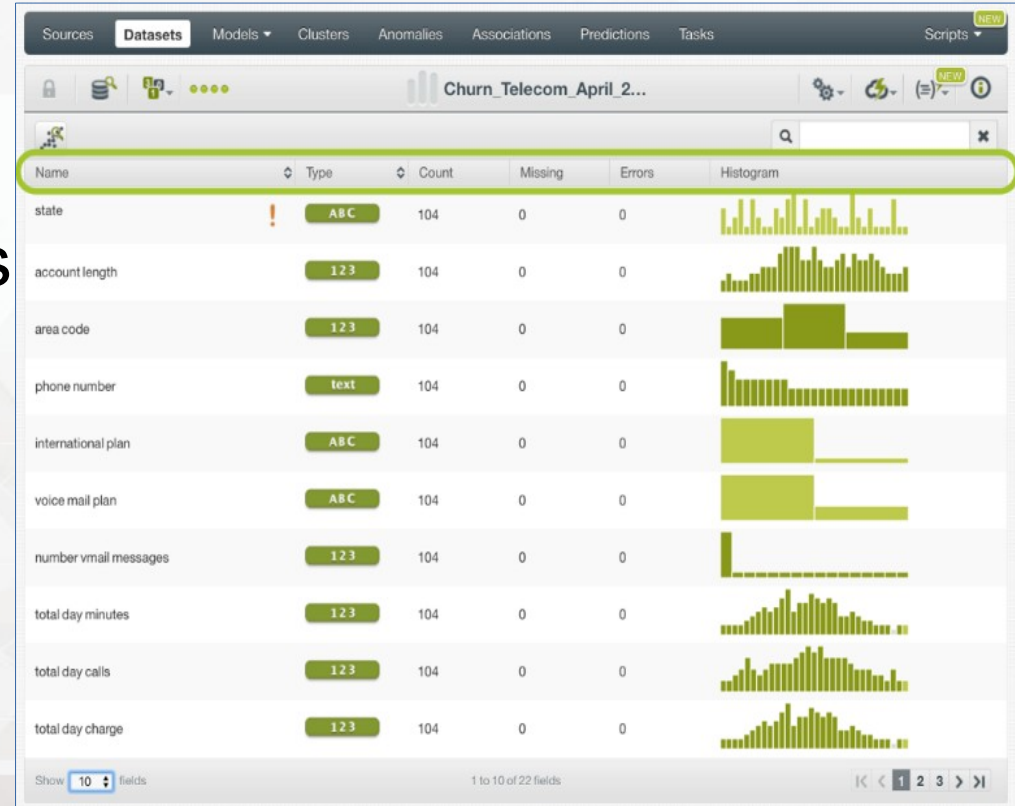 Sources Datasets Models Clusters Anomalies Associations Predictions Tasks Scripts NEW
Churn_Telecom_April_2... NEW
Name Type Count Missing Errors Histogram
state ! ABC 104 0 0
s
account length 123 104 0 0
area code 123 104 0 0
phone number text 104 0 0
international plan ABC 104 0 0
voice mail plan ABC 104 0 0
number vmail messages 123 104 0 0
total day minutes 123 104 0 0
total day calls 123 104 0 0
total day charge 123 104 0 0
Show 10 fields 1 to 10 of 22 fields 1 2 3